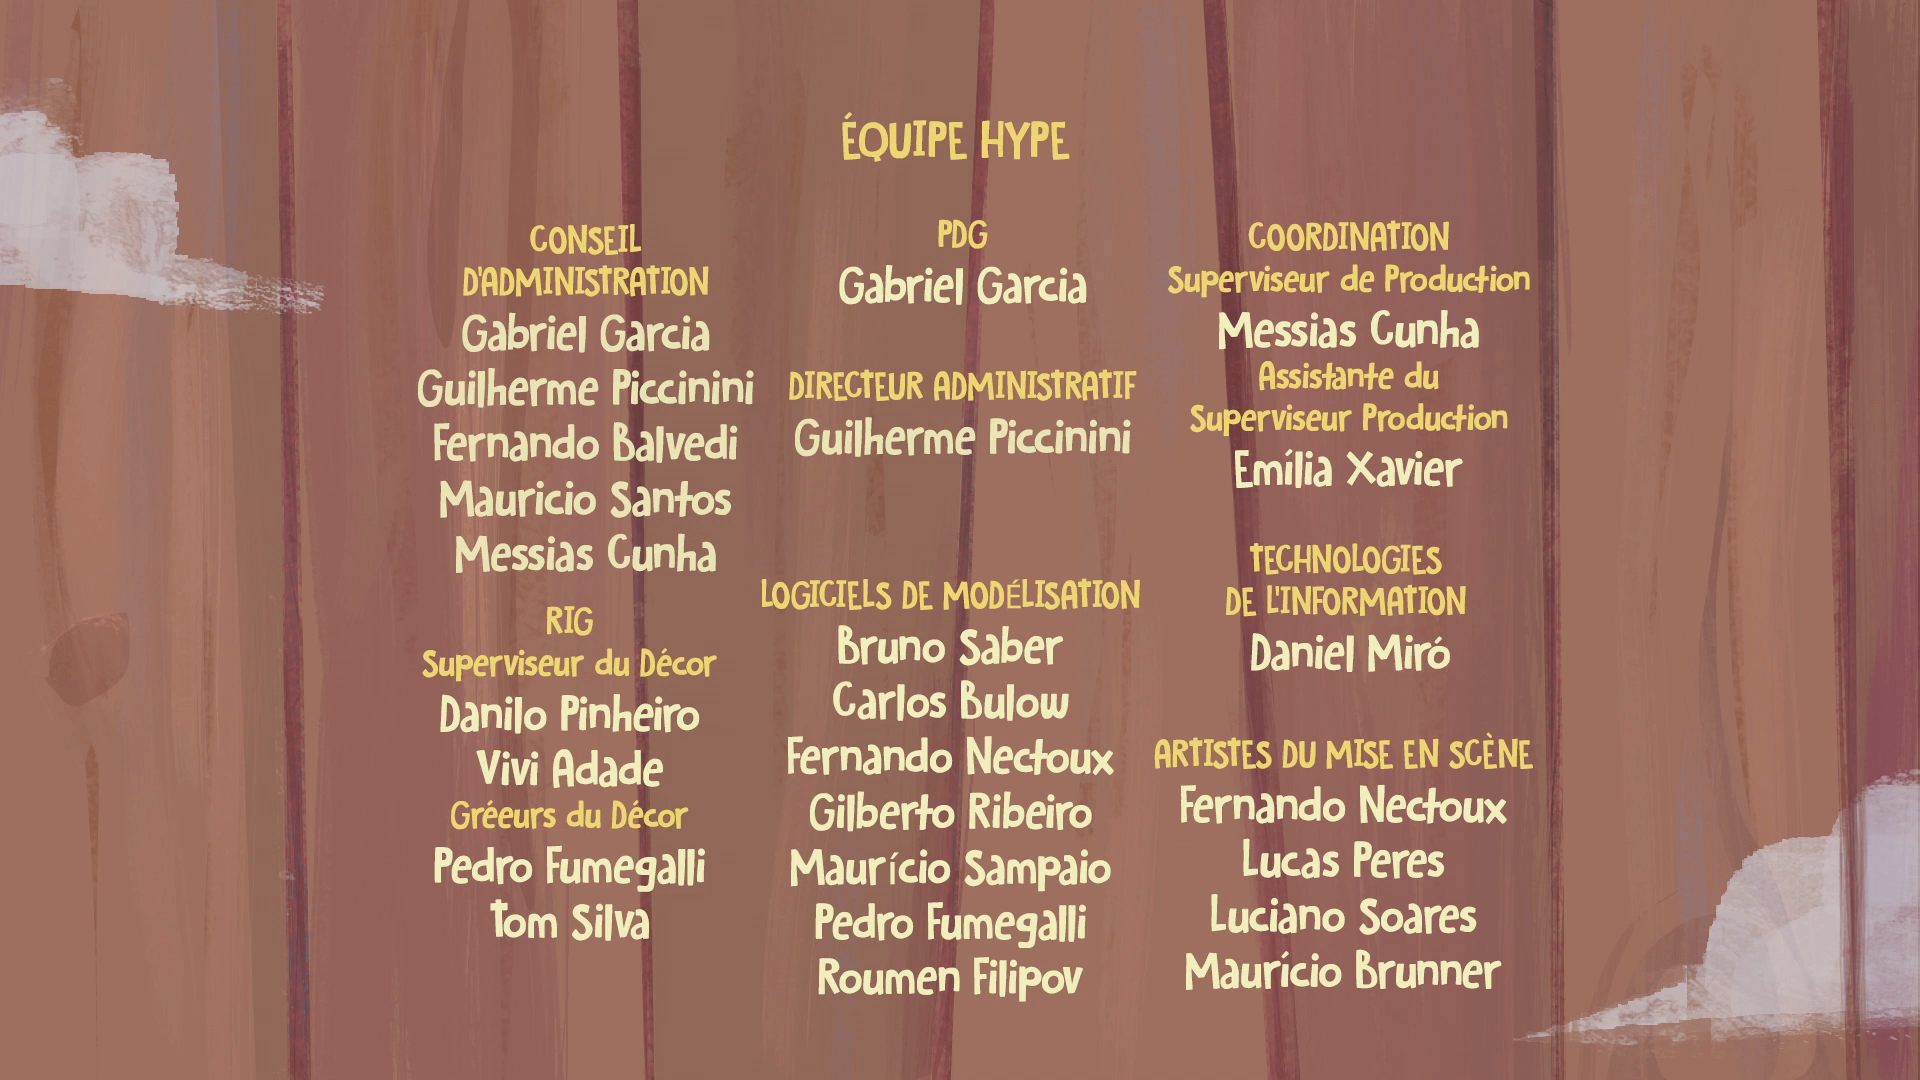 ÉQUIPE HYPE
CONSEIL
D'ADMINISTRATION
Gabriel Garcia
Guilherme Piccinini
Fernando Balvedi
Mauricio Santos
Messias Cunha
RIG
Superviseur du Décor
Danilo Pinheiro
Vivi Adade
Gréeurs du Décor
Pedro Fumegalli
Tom Silva
PDG
Gabriel Garcia
DIRECTEUR ADMINISTRATIF
Guilherme Piccinini
LOGICIELS DE MODÉLISATION
Bruno Saber
Carlos Bulow
Fernando Nectoux
Gilberto Ribeiro
Maurício Sampaio
Pedro Fumegalli
Roumen Filipov
COORDINATION
Superviseur de Production
Messias Cunha
Assistante du
Superviseur Production
Emília Xavier
TECHNOLOGIES
DE L'INFORMATION
Daniel Miró
ARTISTES DU MISE EN SCÈNE
Fernando Nectoux
Lucas Peres
Luciano Soares
Maurício Brunner